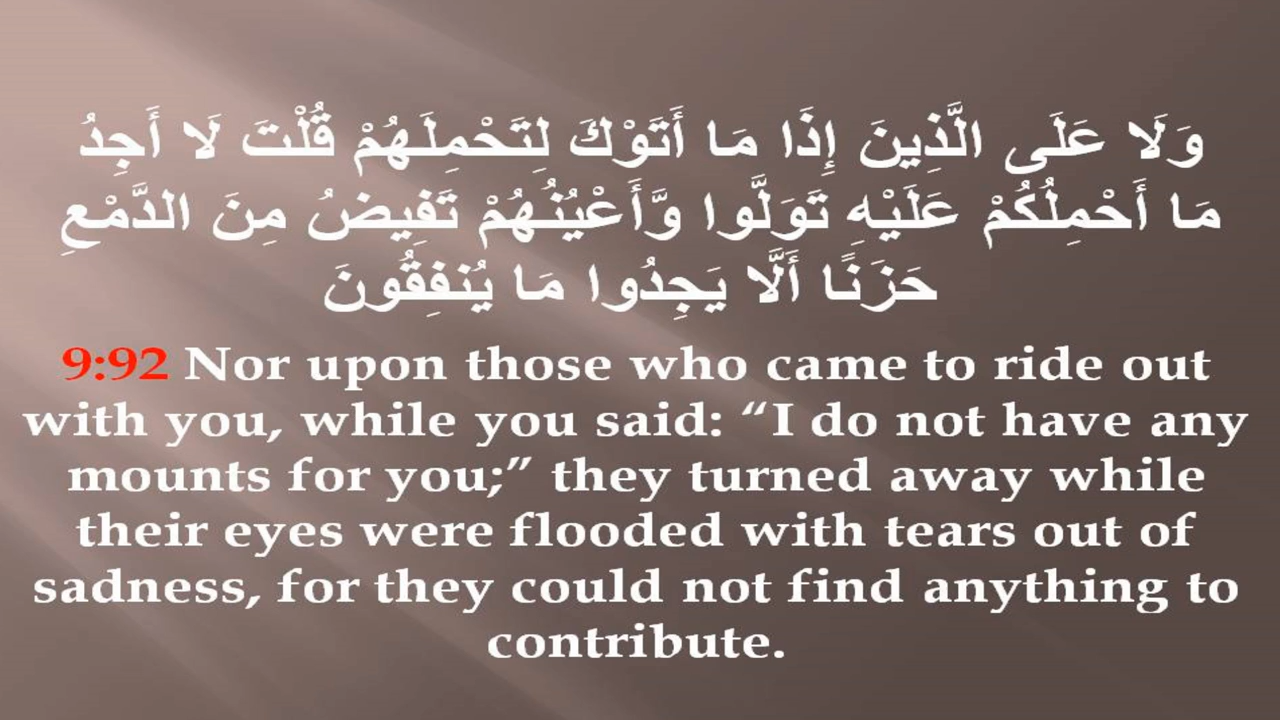 وَلَا عَلَى الَّذِينَ إِذَا مَا أَتَوْكَ لِتَحْمِلَهُمْ قُلْتَ لَا أَجِدُ
مَا أَحْمِلُكُمْ عَلَيْهِ تَوَلَّوا وَّأَعْيُنُهُمْ تَفِيضُ مِنَ الدَّمْعِ
حَزَنًا أَلَّا يَجِدُوا مَا يُنفِقُونَ
9:92 Nor upon those who came to ride out
with you, while you said: “I do not have any
mounts for you;” they turned away while
their eyes were flooded with tears out of
sadness, for they could not find anything to
contribute.